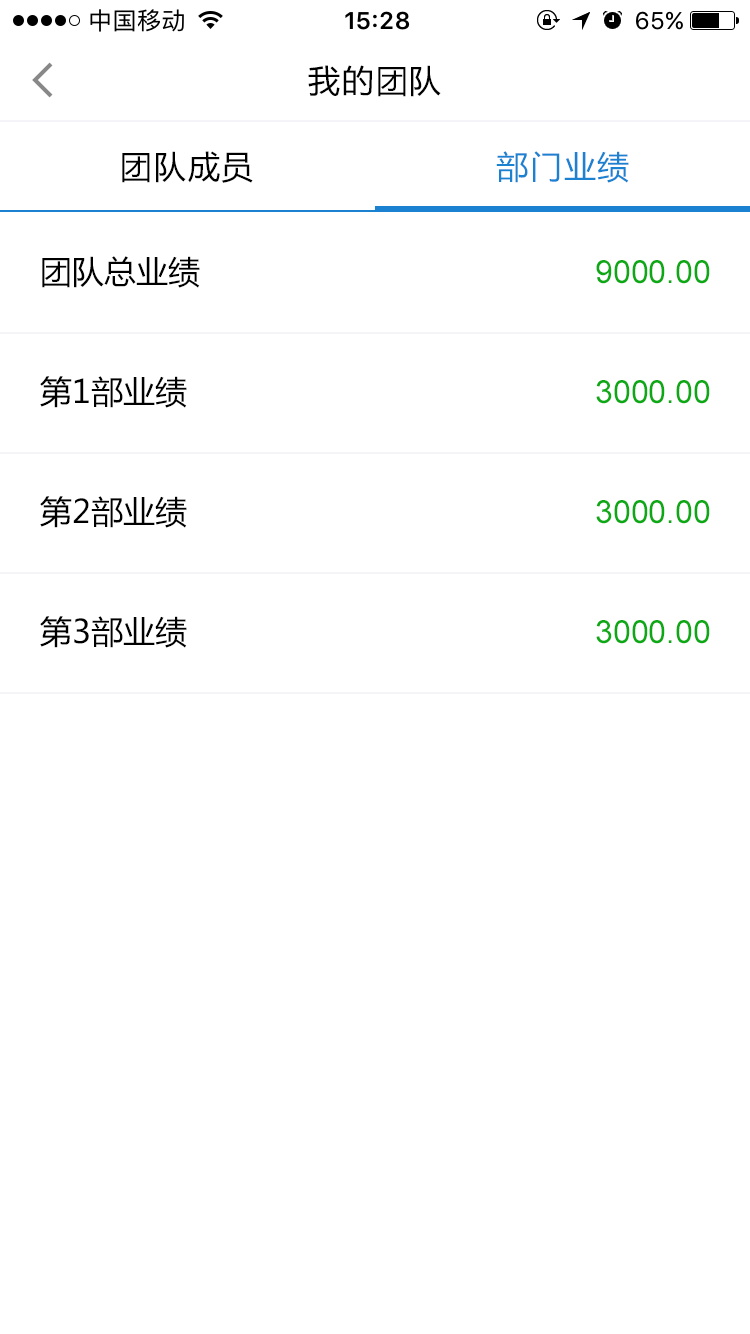 中国移动 15:28 65%
我的团队
团队成员 部门业绩
团队总业绩 9000.00
第1部业绩 3000.00
第2部业绩 3000.00
第3部业绩 3000.00